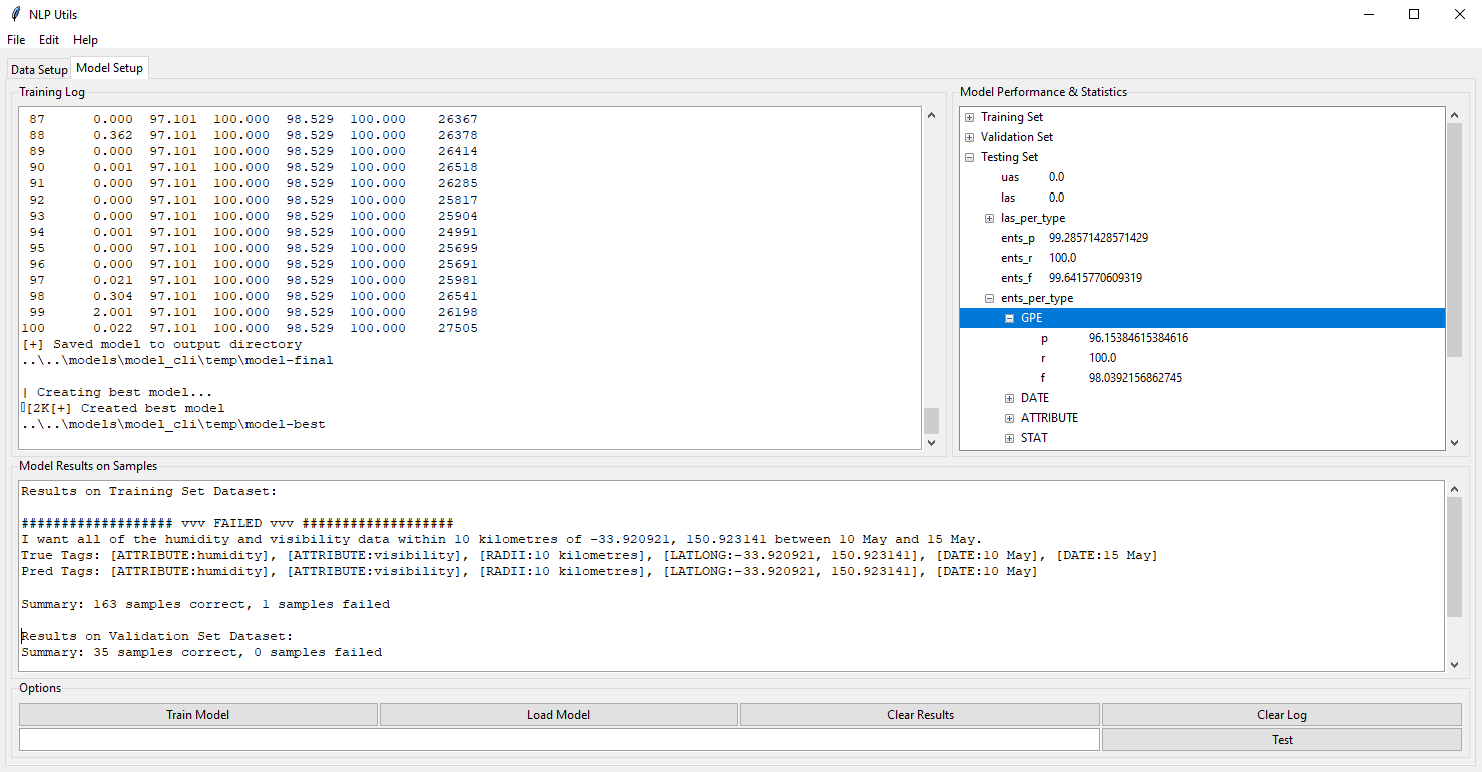 NLP Utils
File Edit Help
Data Setup Model Setup
Training Log
87 0.000 97.101 100.000 98.529 100.000 26367
88 0.362 97.101 100.000 98.529 100.000 26378
89 0.000 97.101 100.000 98.529 100.000 26414
90 0.001 97.101 100.000 98.529 100.000 26518
91 0.000 97.101 100.000 98.529 100.000 26285
92 0.000 97.101 100.000 98.529 100.000 25817
93 0.000 97.101 100.000 98.529 100.000 25904
94 0.001 97.101 100.000 98.529 100.000 24991
95 0.000 97.101 100.000 98.529 100.000 25699
96 0.000 97.101 100.000 98.529 100.000 25691
97 0.021 97.101 100.000 98.529 100.000 25981
98 0.304 97.101 100.000 98.529 100.000 26541
99 2.001 97.101 100.000 98.529 100.000 26198
100 0.022 97.101 100.000 98.529 100.000 27505
[+] Saved model to output directory
..\..\models\model_cli\temp\model-final
| Creating best model...
[2K[+] Created best model
..\..\models\model_cli\temp\model-best
Model Performance & Statistics
Training Set
Validation Set
Testing Set
uas 0.0
las 0.0
las_per_type
ents_p 99.28571428571429
ents_r 100.0
ents_f 99.6415770609319
ents_per_type
GPE
p 96.15384615384616
r 100.0
f 98.0392156862745
DATE
ATTRIBUTE
STAT
Model Results on Samples
Results on Training Set Dataset:
################### vvv FAILED vvv ###################
I want all of the humidity and visibility data within 10 kilometres of -33.920921, 150.923141 between 10 May and 15 May.
True Tags: [ATTRIBUTE:humidity], [ATTRIBUTE:visibility], [RADII:10 kilometres], [LATLONG:-33.920921, 150.923141], [DATE:10 May], [DATE:15 May]
Pred Tags: [ATTRIBUTE:humidity], [ATTRIBUTE:visibility], [RADII:10 kilometres], [LATLONG:-33.920921, 150.923141], [DATE:10 May]
Summary: 163 samples correct, 1 samples failed
Results on Validation Set Dataset:
Summary: 35 samples correct, 0 samples failed
Options
Train Model Load Model Clear Results Clear Log
Test